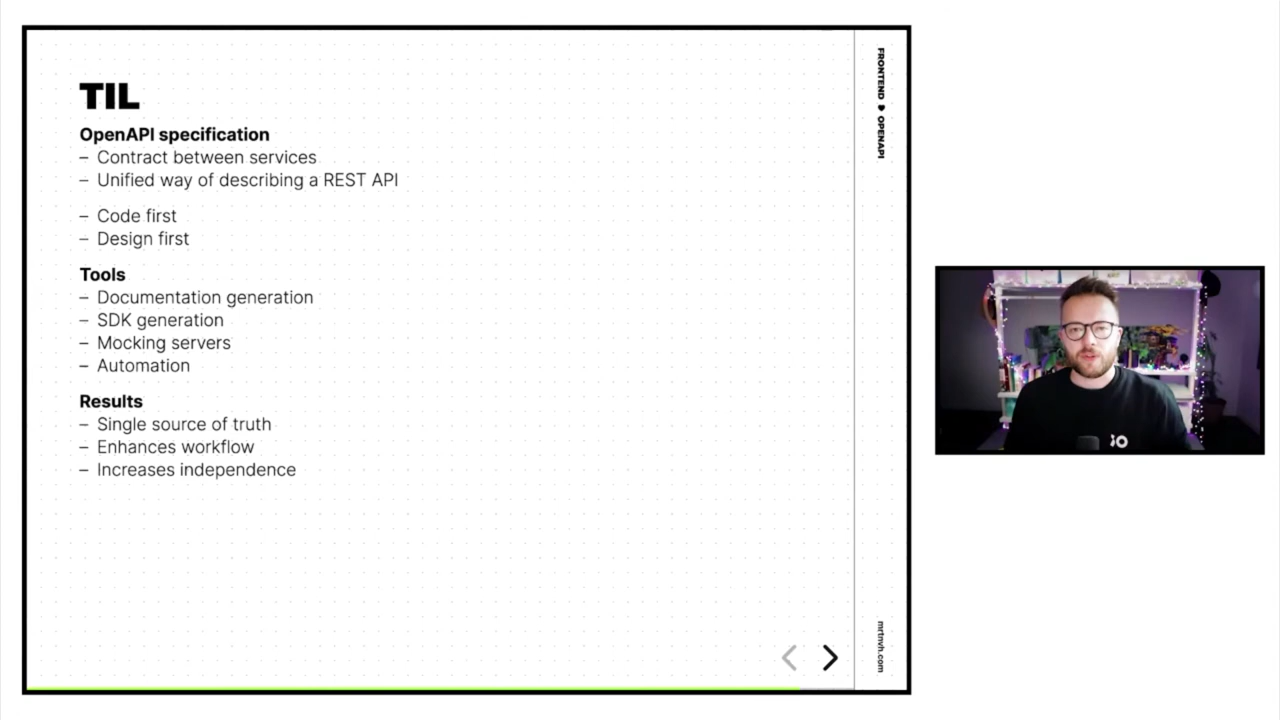 TIL
OpenAPI specification
– Contract between services
– Unified way of describing a REST API
– Code first
– Design first
Tools
– Documentation generation
– SDK generation
– Mocking servers
– Automation
Results
– Single source of truth
– Enhances workflow
– Increases independence
FRONTEND ♥ OPENAPI
mrtnvh.com
iO